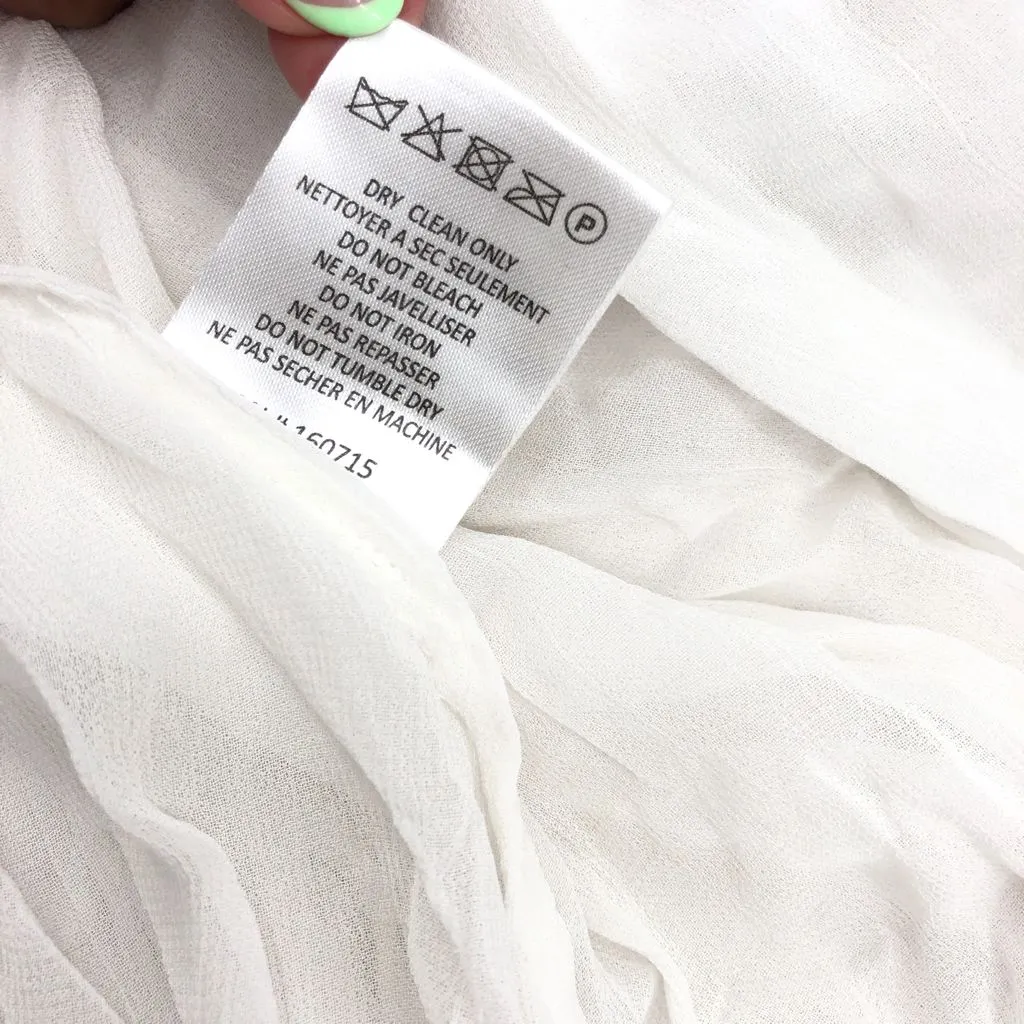 P
DRY CLEAN ONLY
NETTOYER A SEC SEULEMENT
DO NOT BLEACH
NE PAS JAVELLISER
DO NOT IRON
NE PAS REPASSER
DO NOT TUMBLE DRY
NE PAS SECHER EN MACHINE
160715